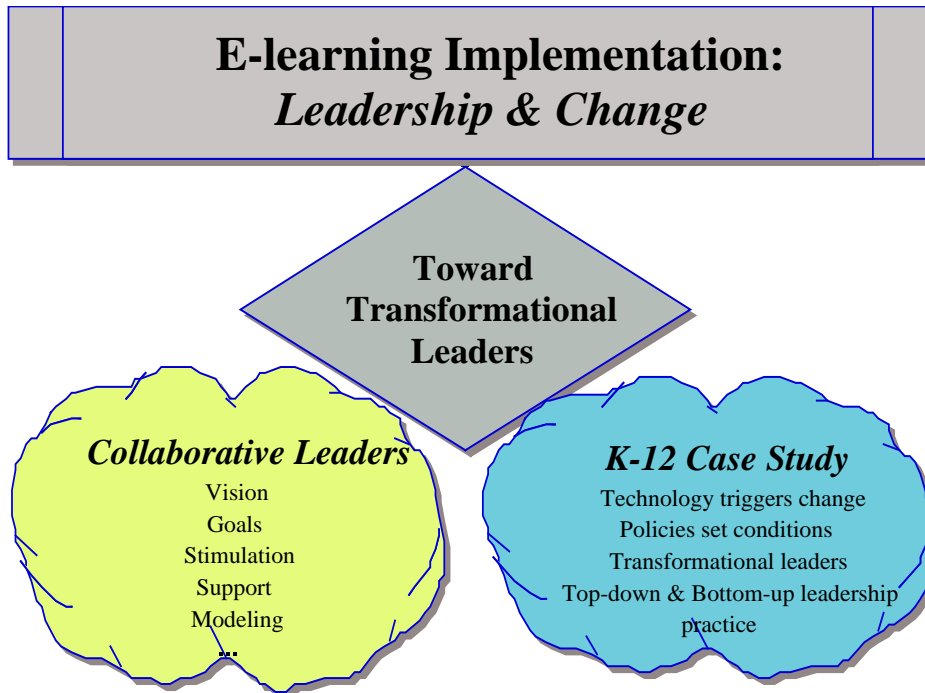 E-learning Implementation:
Leadership & Change
Toward
Transformational
Leaders
Collaborative Leaders
Vision
Goals
Stimulation
Support
Modeling
...
K-12 Case Study
Technology triggers change
Policies set conditions
Transformational leaders
Top-down & Bottom-up leadership
practice